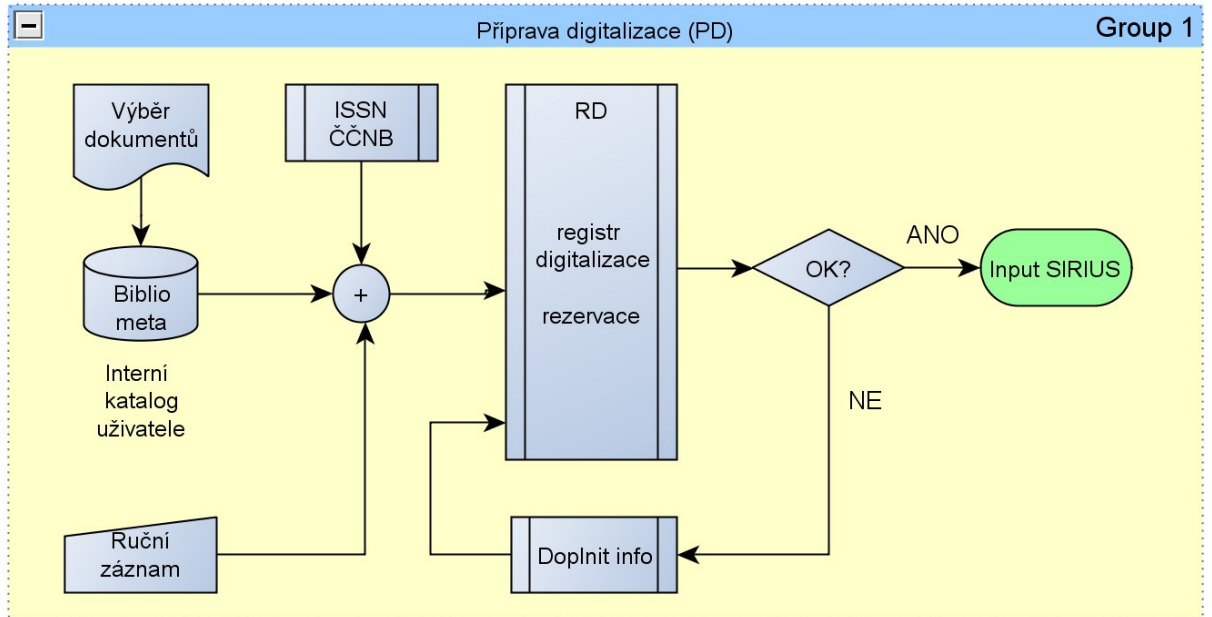 Příprava digitalizace (PD)
Group 1
Výběr
dokumentů
ISSN
ČČNB
RD
registr
digitalizace
rezervace
OK?
ANO
Input SIRIUS
Biblio
meta
+
Interní
katalog
uživatele
NE
Ruční
záznam
Doplnit info